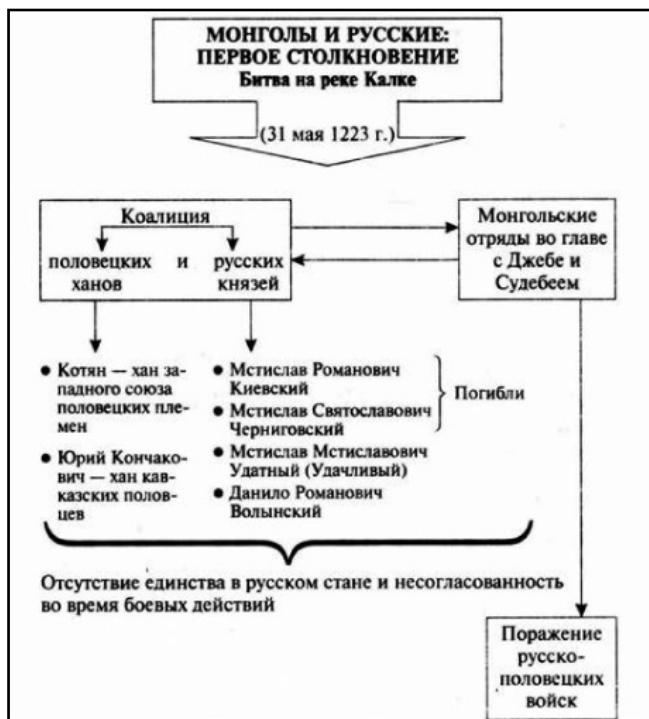 МОНГОЛЫ И РУССКИЕ:
ПЕРВОЕ СТОЛКНОВЕНИЕ
Битва на реке Калке
(31 мая 1223 г.)
Коалиция
половецких и русских
ханов князей
Монгольские
отряды во главе
с Джебе и
Судебеем
● Котян — хан за-
падного союза
половецких пле-
мен
● Юрий Кончако-
вич — хан кав-
казских полов-
цев
● Мстислав Романович
Киевский
● Мстислав Святославович
Черниговский
● Мстислав Мстиславович
Удатный (Удачливый)
● Данило Романович
Волынский
Погибли
Отсутствие единства в русском стане и несогласованность
во время боевых действий
Поражение
русско-
половецких
войск